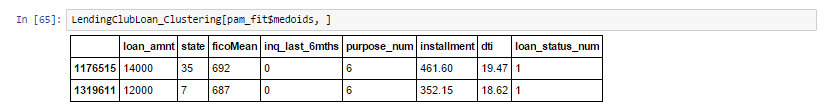 In [65]: LendingClubLoan_Clustering[pam_fit$medoids, ]
loan_amnt state ficoMean inq_last_6mths purpose_num installment dti loan_status_num
1176515 14000 35 692 0 6 461.60 19.47 1
1319611 12000 7 687 0 6 352.15 18.62 1